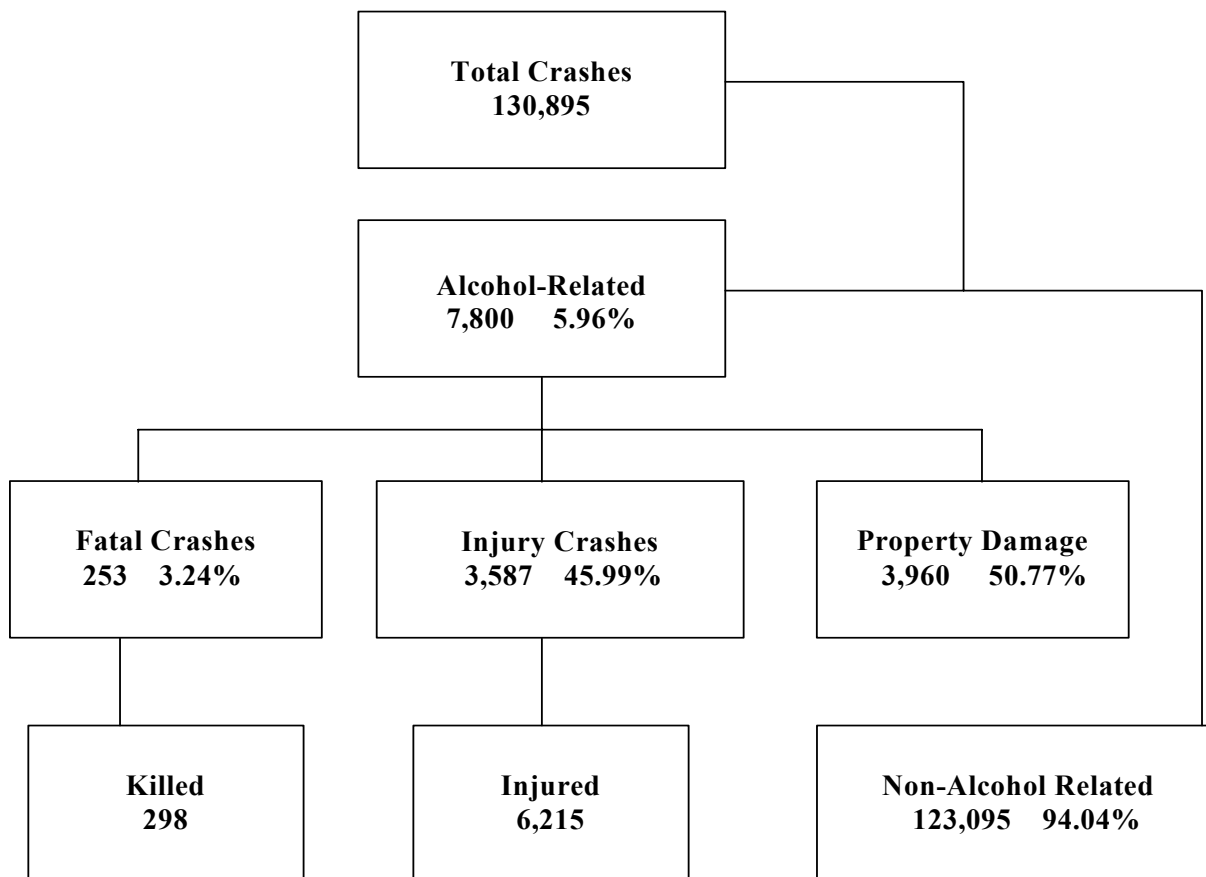 Total Crashes
130,895
Alcohol-Related
7,800 5.96%
Fatal Crashes
253 3.24%
Injury Crashes
3,587 45.99%
Property Damage
3,960 50.77%
Killed
298
Injured
6,215
Non-Alcohol Related
123,095 94.04%